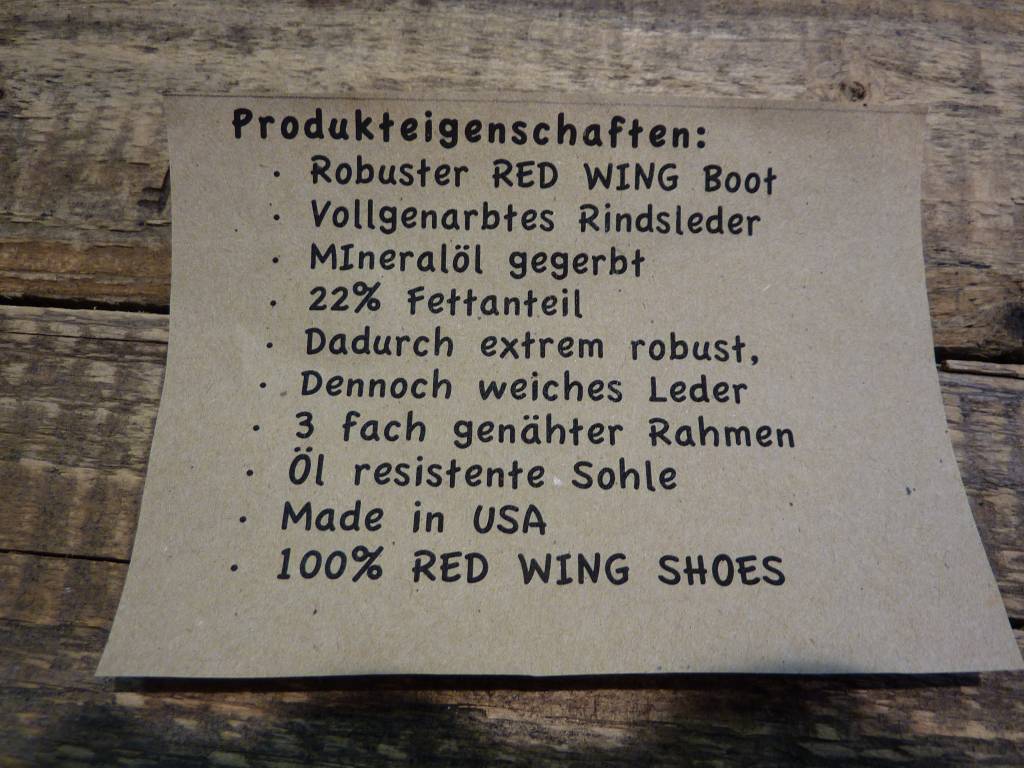 Produkteigenschaften:
· Robuster RED WING Boot
· Vollgenarbtes Rindsleder
· MIneralöl gegerbt
· 22% Fettanteil
· Dadurch extrem robust,
· Dennoch weiches Leder
· 3 fach genähter Rahmen
· Öl resistente Sohle
· Made in USA
· 100% RED WING SHOES